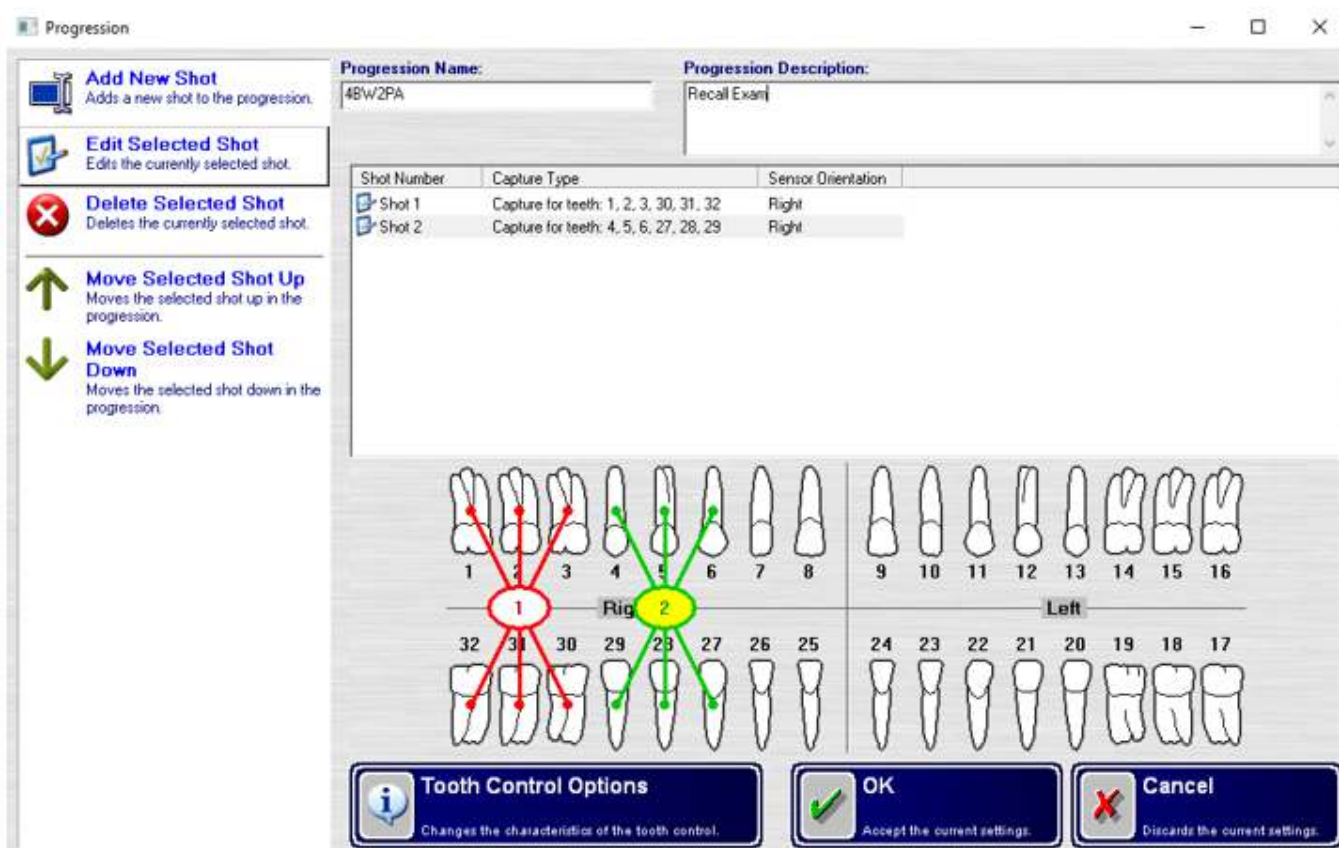 Progression
Add New Shot
Adds a new shot to the progression.
Edit Selected Shot
Edits the currently selected shot.
Delete Selected Shot
Deletes the currently selected shot.
Move Selected Shot Up
Moves the selected shot up in the
progression.
Move Selected Shot
Down
Moves the selected shot down in the
progression.
Progression Name:
4BW2PA
Progression Description:
Recall Exam
Shot Number Capture Type Sensor Orientation
Shot 1 Capture for teeth: 1, 2, 3, 30, 31, 32 Right
Shot 2 Capture for teeth: 4, 5, 6, 27, 28, 29 Right
1 2 3 4 5 6 7 8 9 10 11 12 13 14 15 16
1 Rig 2 Left
32 31 30 29 28 27 26 25 24 23 22 21 20 19 18 17
Tooth Control Options
Changes the characteristics of the tooth control.
OK
Accept the current settings.
Cancel
Discards the current settings.